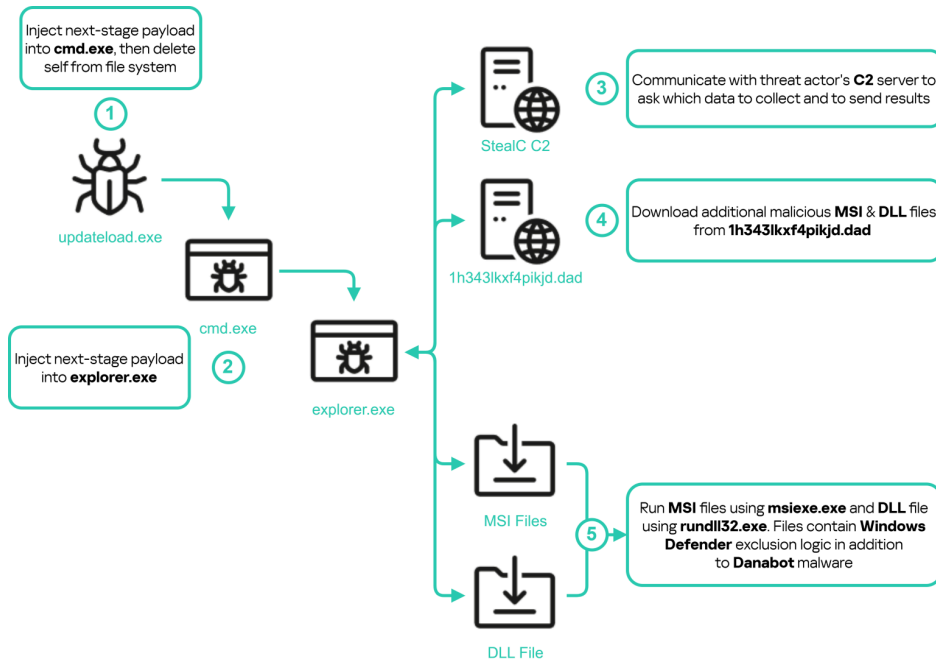 Inject next-stage payload
into cmd.exe, then delete
self from file system
1
updateload.exe
cmd.exe
Inject next-stage payload
into explorer.exe
2
explorer.exe
StealC C2
3
Communicate with threat actor's C2 server to
ask which data to collect and to send results
1h343lkxf4pikjd.dad
4
Download additional malicious MSI & DLL files
from 1h343lkxf4pikjd.dad
MSI Files
DLL File
5
Run MSI files using msiexe.exe and DLL file
using rundll32.exe. Files contain Windows
Defender exclusion logic in addition
to Danabot malware